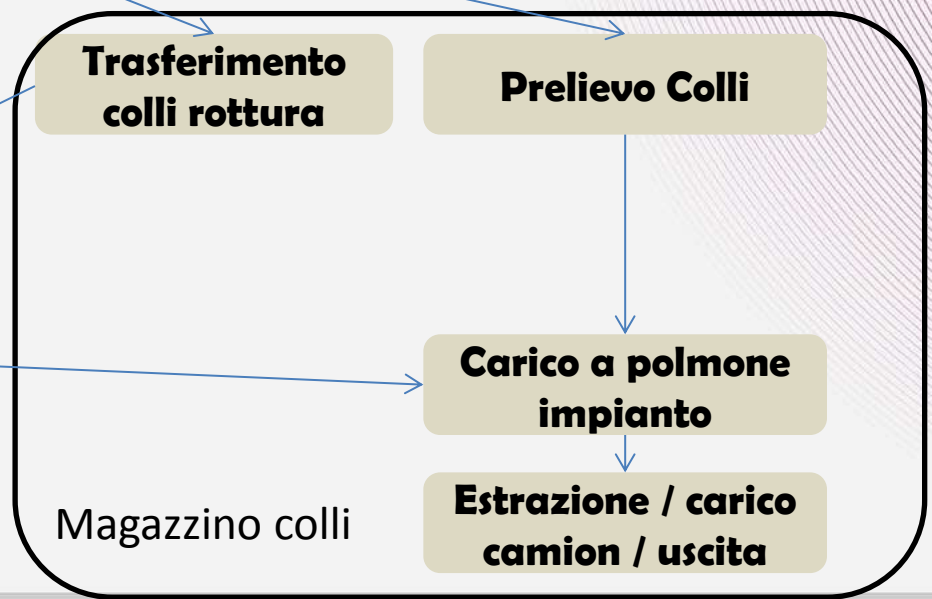 Trasferimento
colli rottura
Prelievo Colli
Carico a polmone
impianto
Estrazione / carico
camion / uscita
Magazzino colli